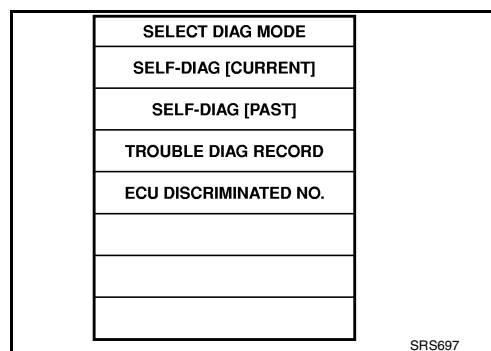 SELECT DIAG MODE
SELF-DIAG [CURRENT]
SELF-DIAG [PAST]
TROUBLE DIAG RECORD
ECU DISCRIMINATED NO.
SRS697